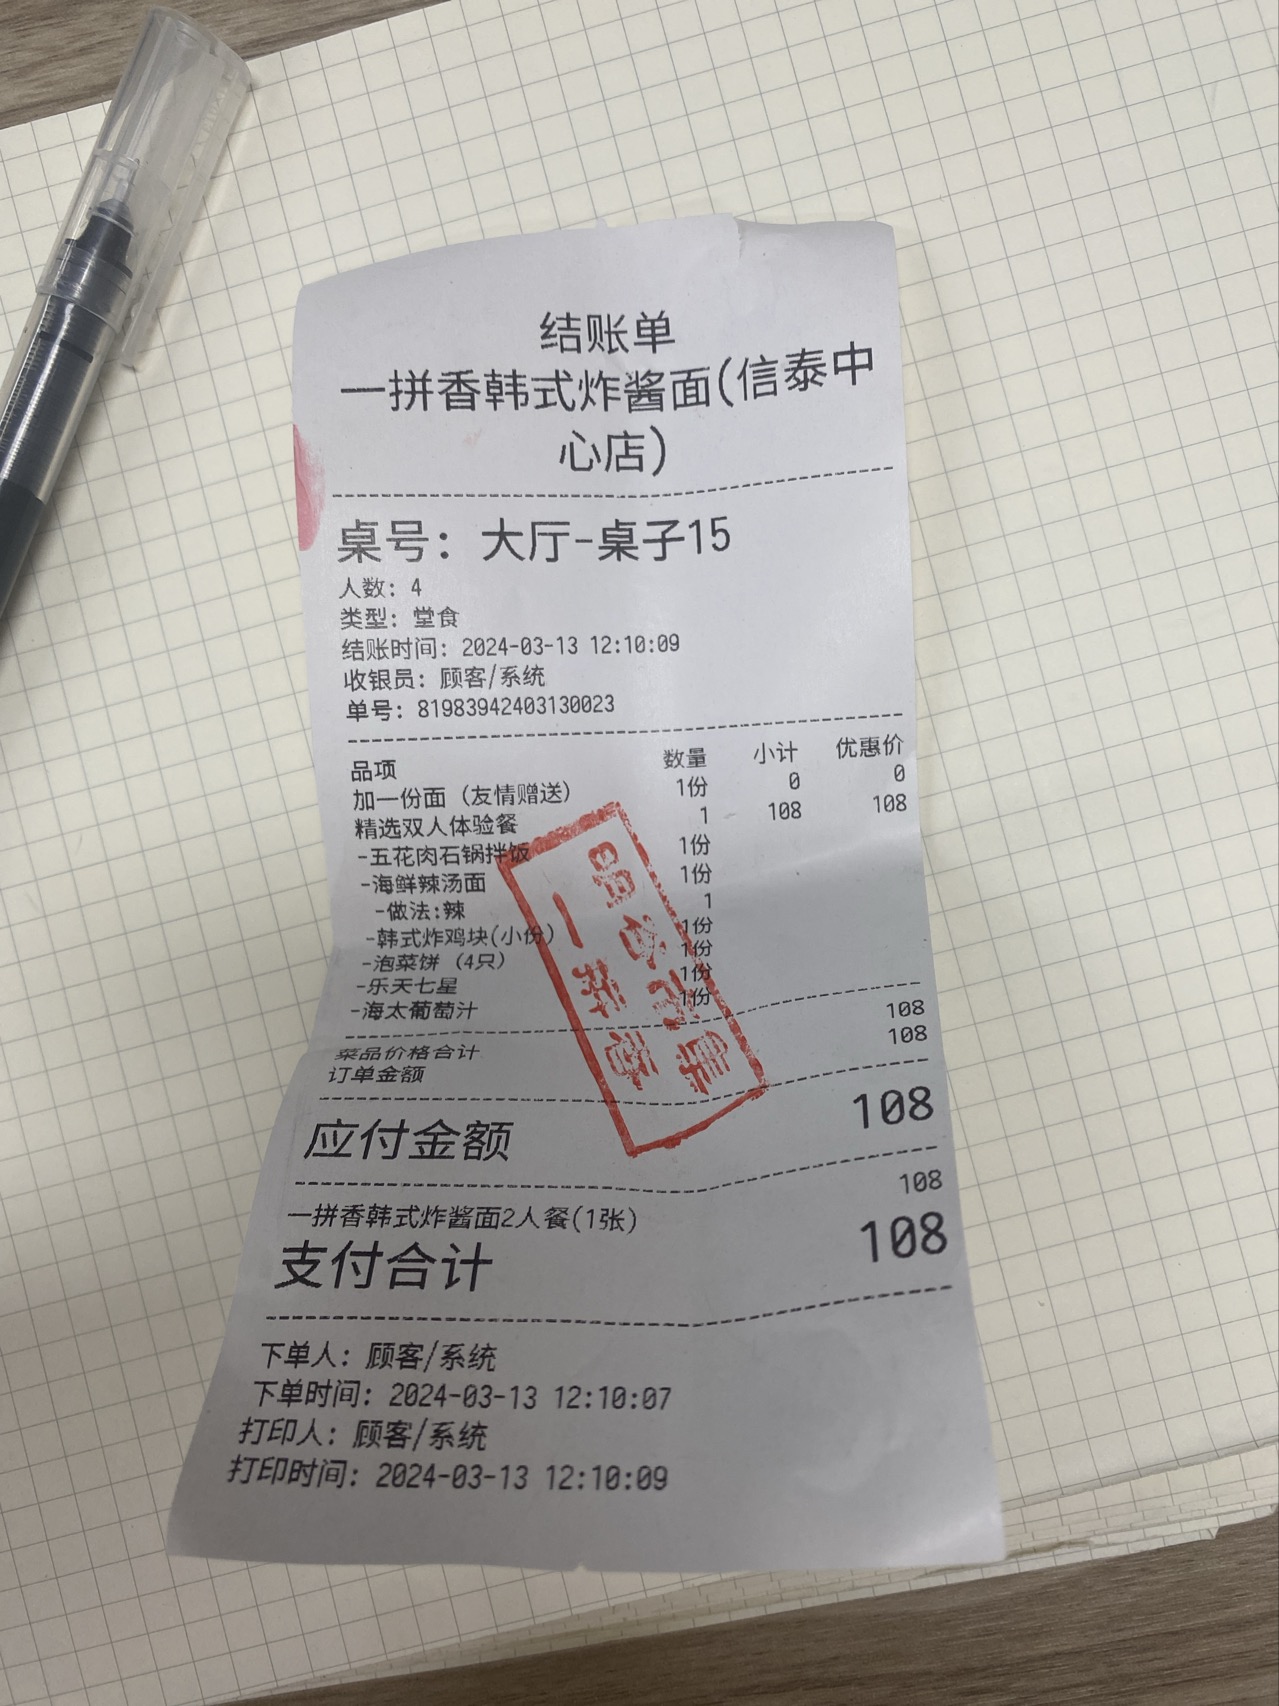 结账单
一拼香韩式炸酱面(信泰中
心店)
桌号：大厅-桌子15
人数：4
类型：堂食
结账时间：2024-03-13 12:10:09
收银员：顾客/系统
单号：81983942403130023
品项 数量 小计 优惠价
加一份面（友情赠送） 1份 0 0
精选双人体验餐 1 108 108
-五花肉石锅拌饭 1份
-海鲜辣汤面 1份
-做法:辣 1
-韩式炸鸡块(小份) 1份
-泡菜饼（4只） 1份
-乐天七星 1份
-海太葡萄汁 1份
菜品价格合计 108
订单金额 108
应付金额 108
一拼香韩式炸酱面2人餐(1张) 108
支付合计 108
下单人：顾客/系统
下单时间：2024-03-13 12:10:07
打印人：顾客/系统
打印时间：2024-03-13 12:10:09
一拼香